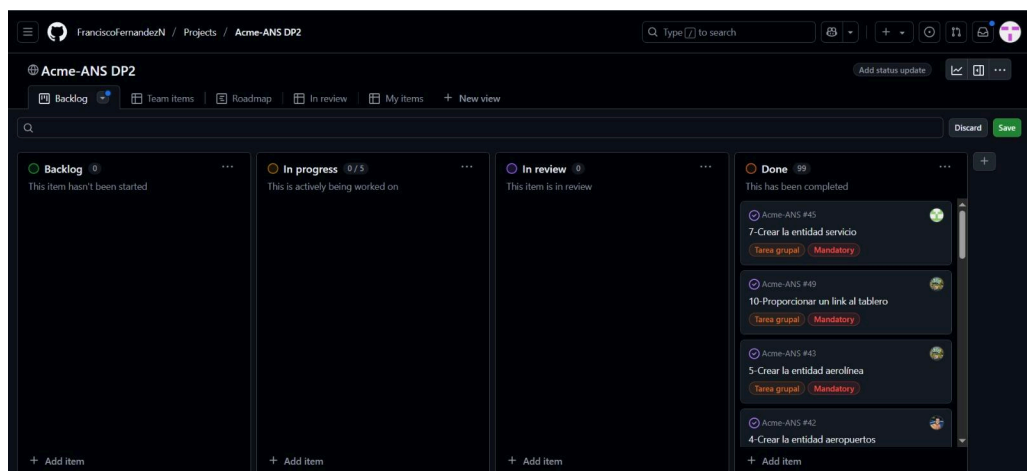 FranciscoFernandezN / Projects / Acme-ANS DP2
Type / to search
Acme-ANS DP2
Add status update
Backlog
Team items
Roadmap
In review
My items
+ New view
Discard
Save
Backlog 0
This item hasn't been started
+ Add item
In progress 0 / 5
This is actively being worked on
+ Add item
In review 0
This item is in review
+ Add item
Done 99
This has been completed
Acme-ANS #45
7-Crear la entidad servicio
Tarea grupal Mandatory
Acme-ANS #49
10-Proporcionar un link al tablero
Tarea grupal Mandatory
Acme-ANS #43
5-Crear la entidad aerolínea
Tarea grupal Mandatory
Acme-ANS #42
4-Crear la entidad aeropuertos
+ Add item